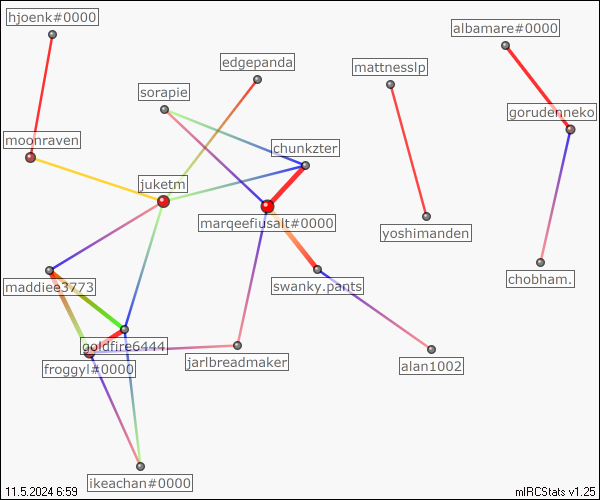 hjoenk#0000
albamare#0000
edgepanda
mattnesslp
sorapie
gorudenneko
moonraven
chunkzter
juketm
marqeefiusalt#0000
yoshimanden
chobham.
maddiee3773
swanky.pants
goldfire6444
froggyl#0000
jarlbreadmaker
alan1002
ikeachan#0000
11.5.2024 6:59
mIRCStats v1.25